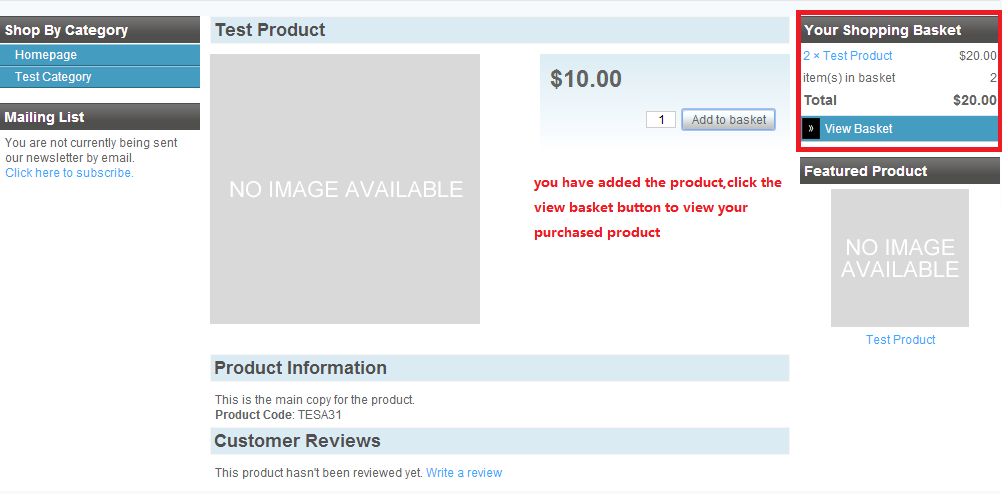 Shop By Category
Homepage
Test Category
Mailing List
You are not currently being sent
our newsletter by email.
Click here to subscribe.
Test Product
NO IMAGE AVAILABLE
$10.00
1
Add to basket
you have added the product,click the
view basket button to view your
purchased product
Product Information
This is the main copy for the product.
Product Code: TESA31
Customer Reviews
This product hasn't been reviewed yet. Write a review
Your Shopping Basket
2 × Test Product $20.00
item(s) in basket 2
Total $20.00
» View Basket
Featured Product
NO IMAGE
AVAILABLE
Test Product